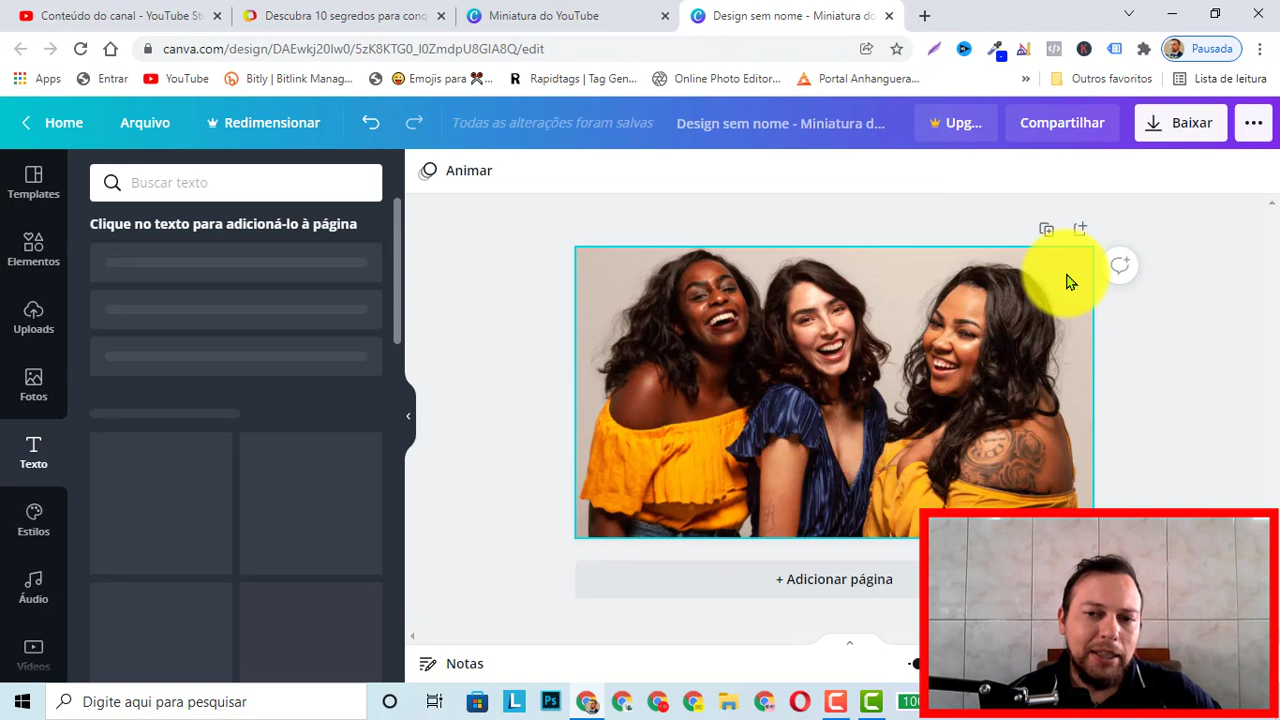 Conteúdo do canal - YouTube St
Descubra 10 segredos para conq
Miniatura do YouTube
Design sem nome - Miniatura do
canva.com/design/DAEwkj20Iw0/5zK8KTG0_I0ZmdpU8GIA8Q/edit
Pausada
Apps
Entrar
YouTube
Bitly | Bitlink Manag...
Emojis para
Rapidtags | Tag Gen...
Online Photo Editor...
Portal Anhanguera...
»
Outros favoritos
Lista de leitura
Home
Arquivo
Redimensionar
Todas as alterações foram salvas
Design sem nome - Miniatura d...
Upg...
Compartilhar
Baixar
Templates
Elementos
Uploads
Fotos
Texto
Estilos
Áudio
Vídeos
Buscar texto
Clique no texto para adicioná-lo à página
Animar
+ Adicionar página
Notas
Digite aqui para pesquisar